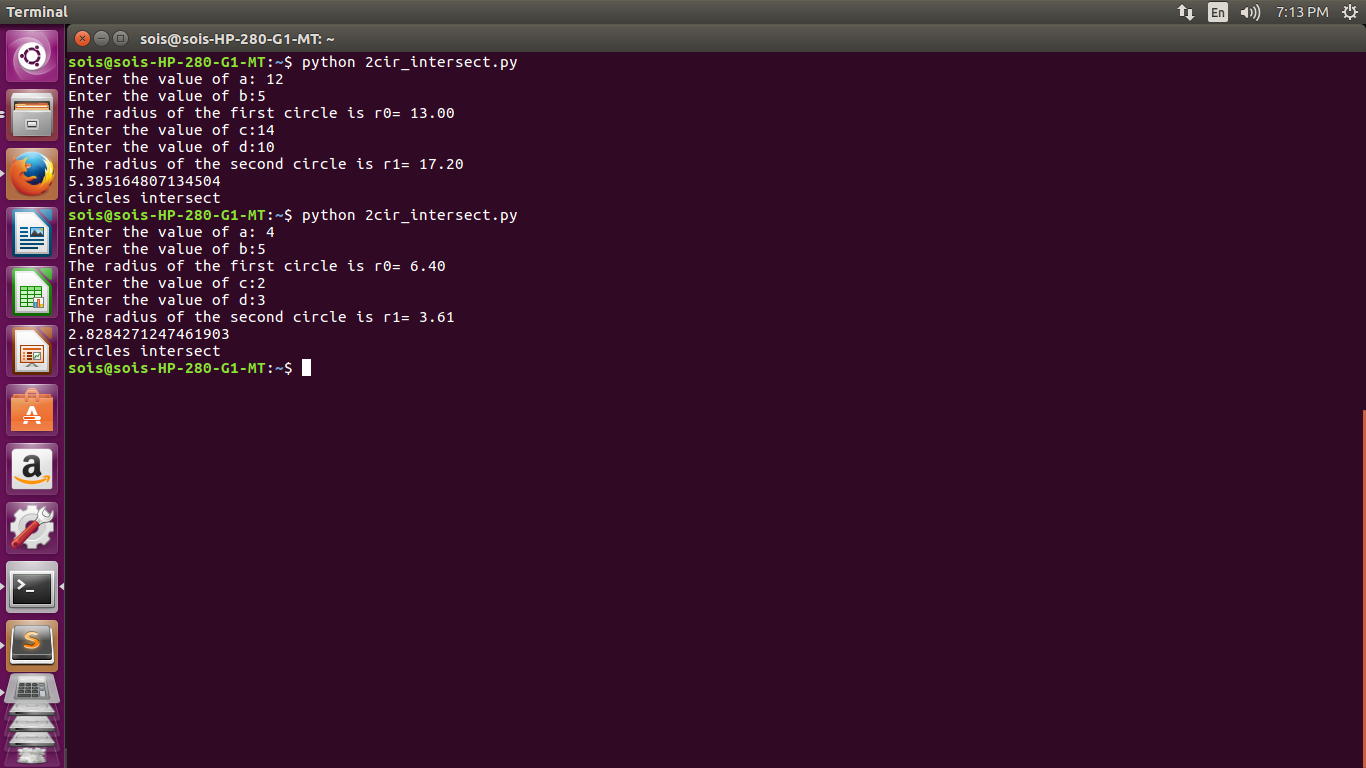 Terminal
En
7:13 PM
sois@sois-HP-280-G1-MT: ~
sois@sois-HP-280-G1-MT:~$ python 2cir_intersect.py
Enter the value of a: 12
Enter the value of b:5
The radius of the first circle is r0= 13.00
Enter the value of c:14
Enter the value of d:10
The radius of the second circle is r1= 17.20
5.385164807134504
circles intersect
sois@sois-HP-280-G1-MT:~$ python 2cir_intersect.py
Enter the value of a: 4
Enter the value of b:5
The radius of the first circle is r0= 6.40
Enter the value of c:2
Enter the value of d:3
The radius of the second circle is r1= 3.61
2.8284271247461903
circles intersect
sois@sois-HP-280-G1-MT:~$